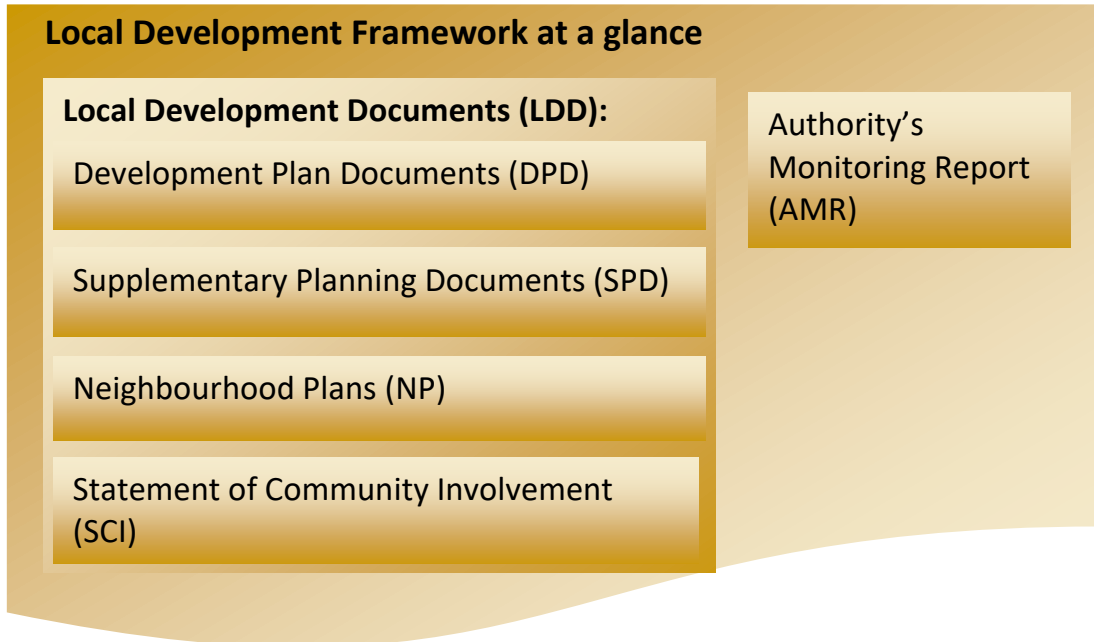 Local Development Framework at a glance
Local Development Documents (LDD):
Development Plan Documents (DPD)
Supplementary Planning Documents (SPD)
Neighbourhood Plans (NP)
Statement of Community Involvement
(SCI)
Authority’s
Monitoring Report
(AMR)